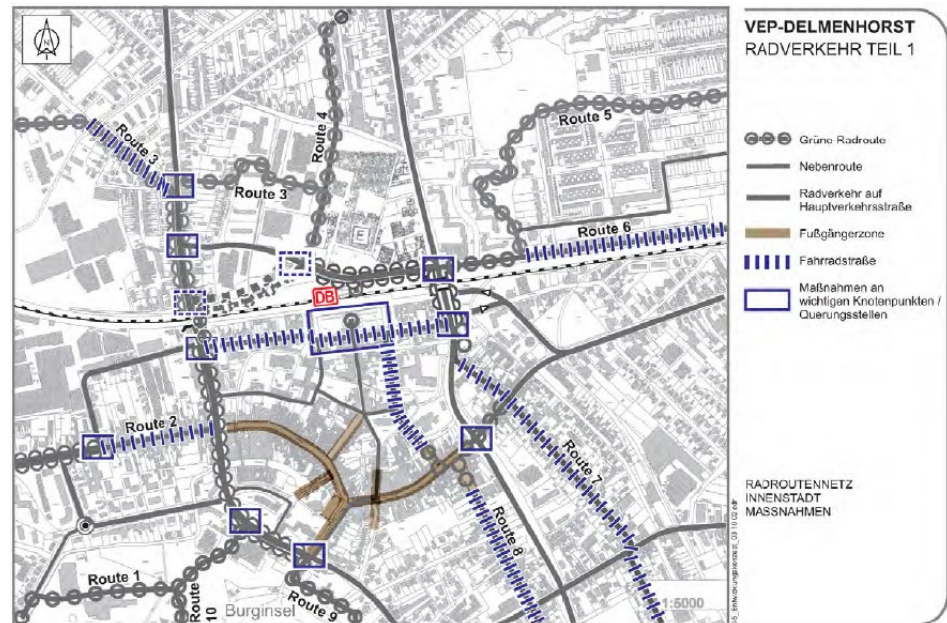 N
VEP-DELMENHORST
RADVERKEHR TEIL 1
Grüne Radroute
Nebenroute
Radverkehr auf
Hauptverkehrsstraße
Fußgängerzone
Fahrradstraße
Maßnahmen an
wichtigen Knotenpunkten /
Querungsstellen
RADROUTENNETZ
INNENSTADT
MASSNAHMEN
Route 3
Route 3
Route 4
Route 5
Route 6
E
DB
Route 2
Route 7
Route 8
Route 1
Route
10
Burginsel
Route 9
1:5000